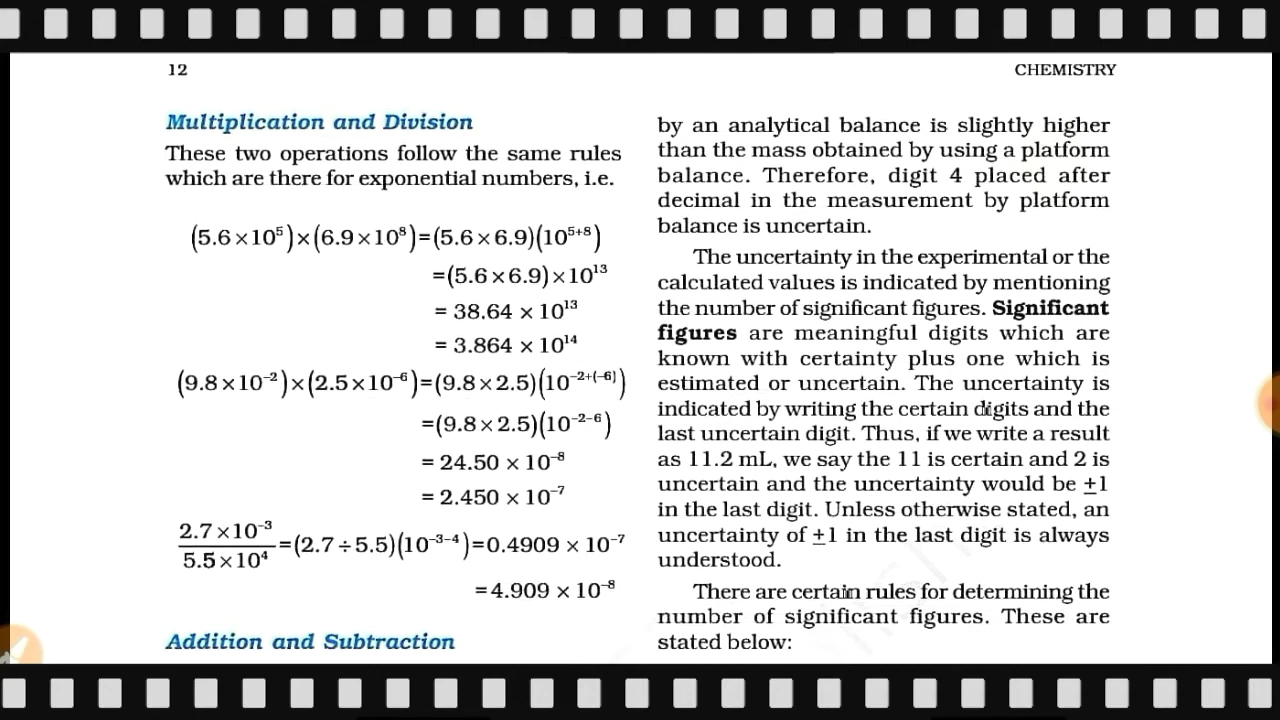 12
CHEMISTRY
Multiplication and Division
These two operations follow the same rules
which are there for exponential numbers, i.e.
(5.6×10⁵)×(6.9×10⁸)=(5.6×6.9)(10⁵⁺⁸)
=(5.6×6.9)×10¹³
= 38.64 × 10¹³
= 3.864 × 10¹⁴
(9.8×10⁻²)×(2.5×10⁻⁶)=(9.8×2.5)(10⁻²⁺⁽⁻⁶⁾)
=(9.8×2.5)(10⁻²⁻⁶)
= 24.50 × 10⁻⁸
= 2.450 × 10⁻⁷
2.7×10⁻³
5.5×10⁴ =(2.7÷5.5)(10⁻³⁻⁴)=0.4909 × 10⁻⁷
=4.909 × 10⁻⁸
Addition and Subtraction
by an analytical balance is slightly higher
than the mass obtained by using a platform
balance. Therefore, digit 4 placed after
decimal in the measurement by platform
balance is uncertain.
The uncertainty in the experimental or the
calculated values is indicated by mentioning
the number of significant figures. Significant
figures are meaningful digits which are
known with certainty plus one which is
estimated or uncertain. The uncertainty is
indicated by writing the certain digits and the
last uncertain digit. Thus, if we write a result
as 11.2 mL, we say the 11 is certain and 2 is
uncertain and the uncertainty would be ±1
in the last digit. Unless otherwise stated, an
uncertainty of ±1 in the last digit is always
understood.
There are certain rules for determining the
number of significant figures. These are
stated below: